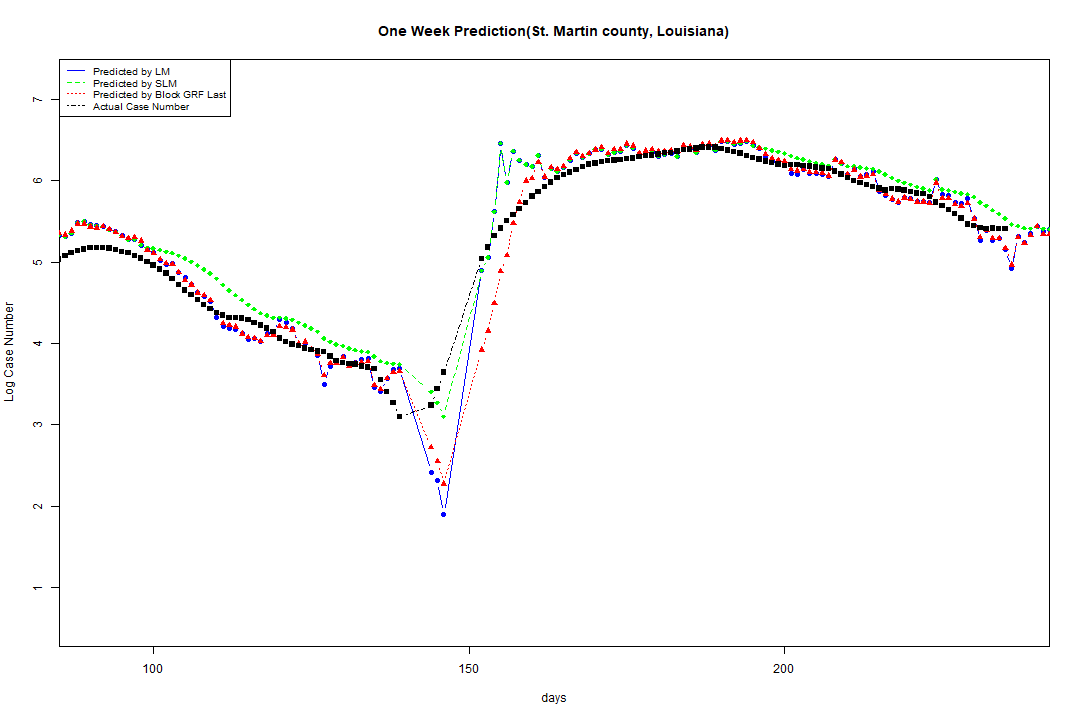 One Week Prediction(St. Martin county, Louisiana)
Predicted by LM
Predicted by SLM
Predicted by Block GRF Last
Actual Case Number
7
6
5
4
3
2
1
Log Case Number
100
150
200
days